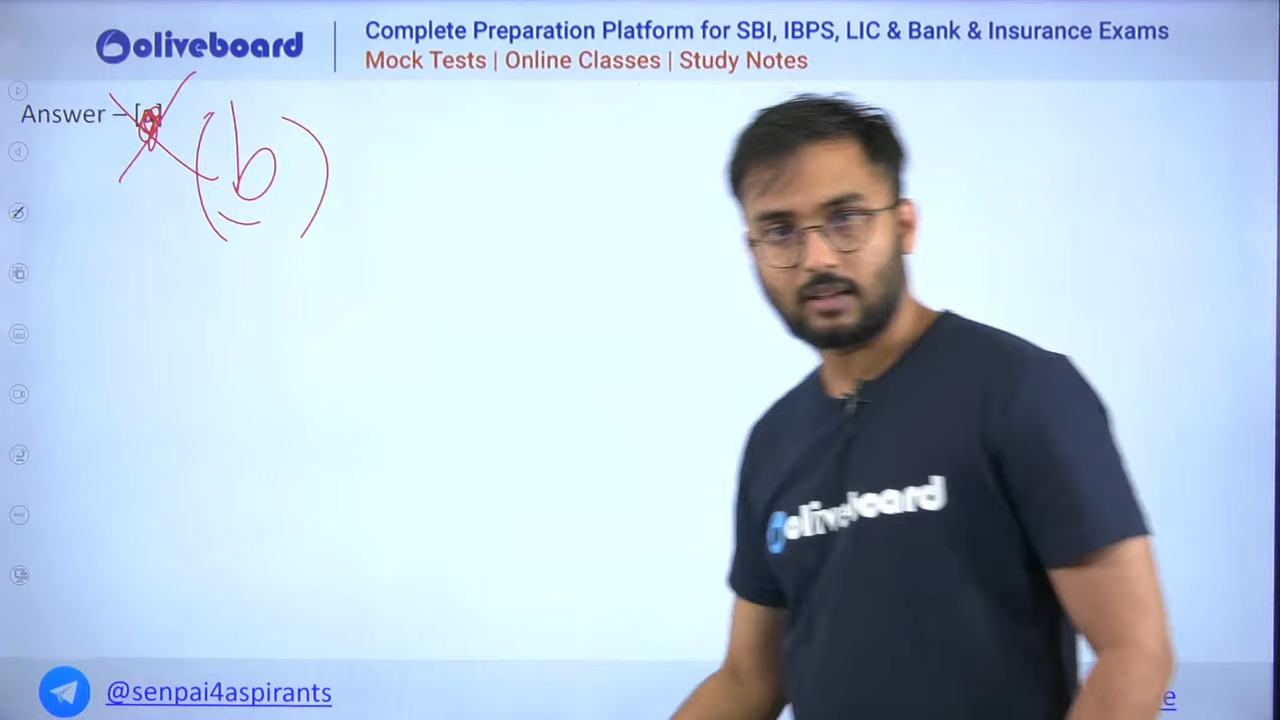 oliveboard
Complete Preparation Platform for SBI, IBPS, LIC & Bank & Insurance Exams
Mock Tests | Online Classes | Study Notes
Answer –
(b)
oliveboard
@senpai4aspirants
e